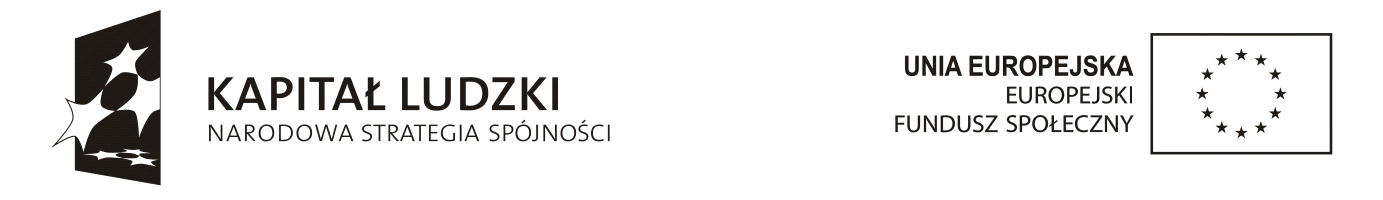 KAPITAŁ LUDZKI
NARODOWA STRATEGIA SPÓJNOŚCI
UNIA EUROPEJSKA
EUROPEJSKI
FUNDUSZ SPOŁECZNY